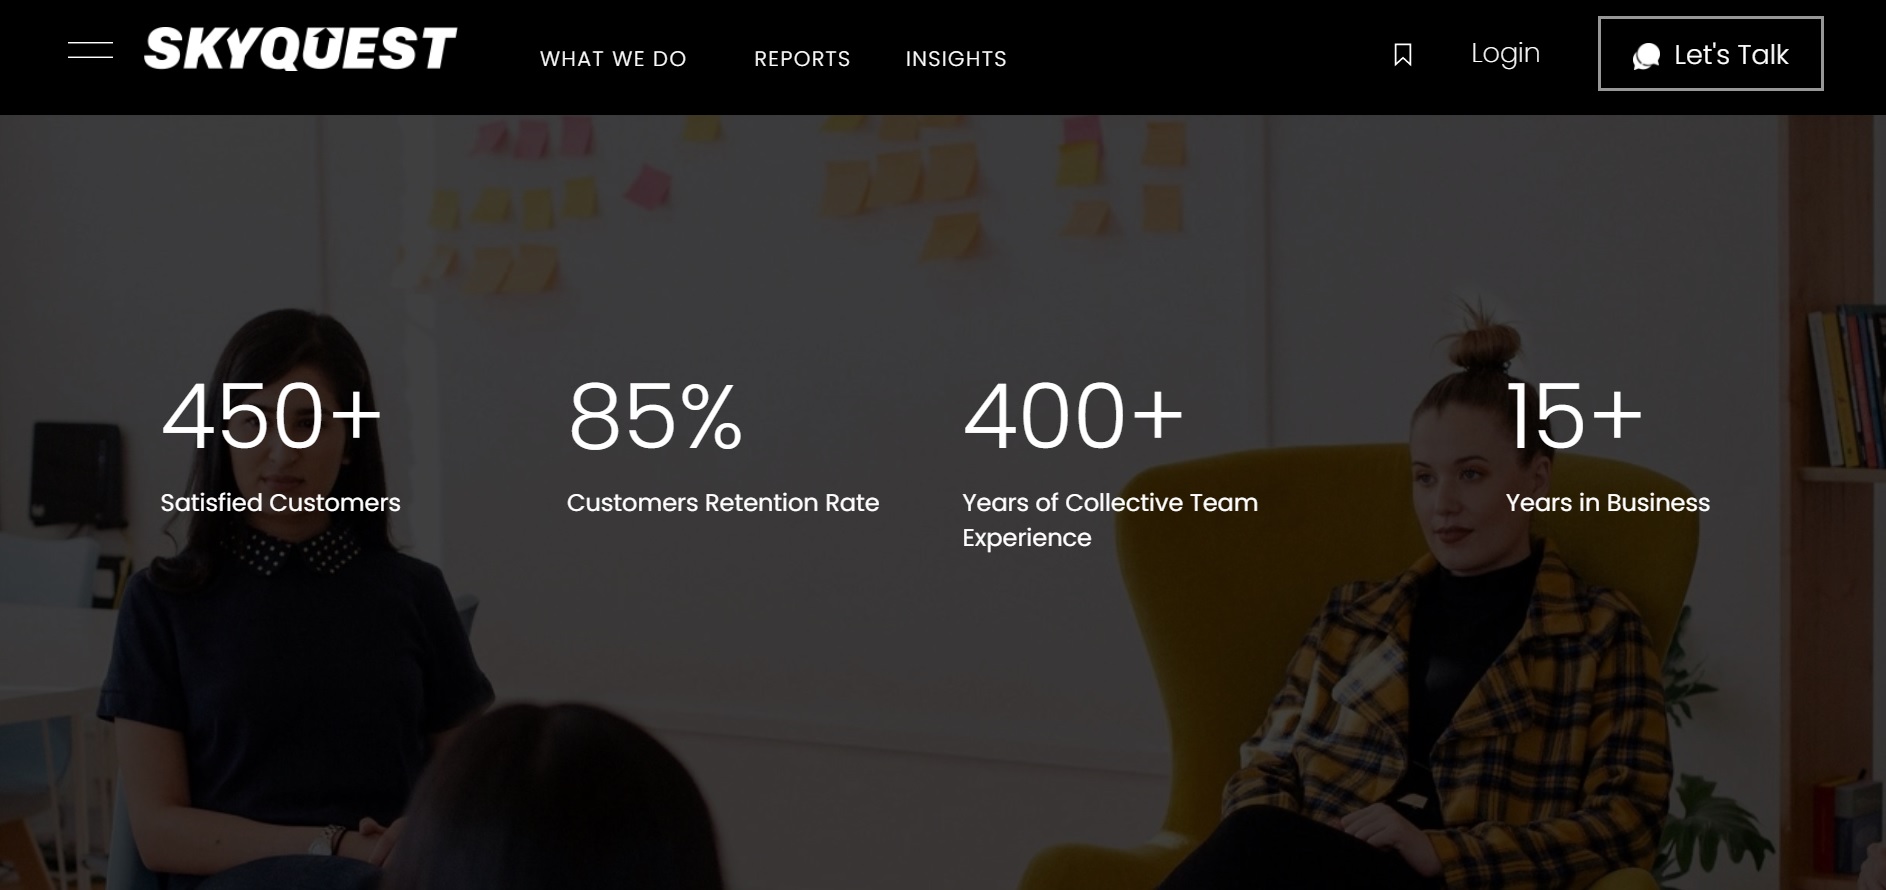 SKYQUEST
WHAT WE DO
REPORTS
INSIGHTS
Login
Let's Talk
450+
Satisfied Customers
85%
Customers Retention Rate
400+
Years of Collective Team
Experience
15+
Years in Business